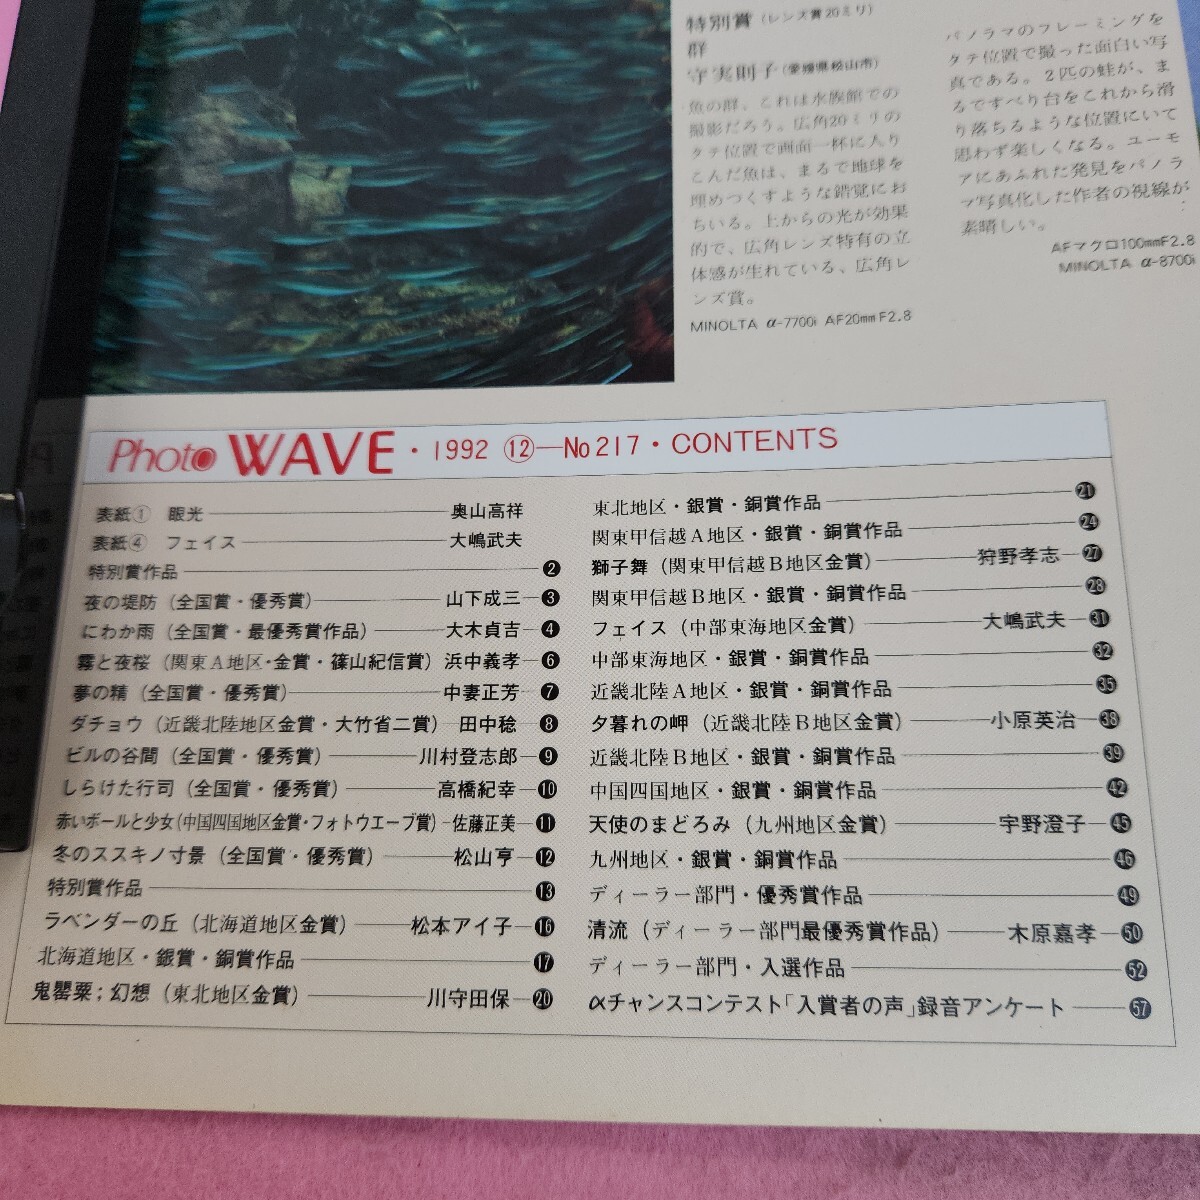 特別賞(レンズ賞20ミリ)
群
守実則子(愛媛県松山市)
魚の群、これは水族館での
撮影だろう。広角20ミリの
タテ位置で画面一杯に入り
こんだ魚は、まるで地球を
埋めつくすような錯覚にお
ちいる。上からの光が効果
的で、広角レンズ特有の立
体感が生れている、広角レ
ンズ賞。
MINOLTA α-7700i AF20mmF2.8
パノラマのフレーミングを
タテ位置で撮った面白い写
真である。2匹の蛙が、ま
るですべり台をこれから滑
り落ちるような位置にいて
思わず楽しくなる。ユーモ
アにあふれた発見をパノラ
マ写真化した作者の視線が
素晴しい。
AFマクロ100mmF2.8
MINOLTA α-8700i
Photo WAVE・1992 ⑫—No217・CONTENTS
表紙① 眼光 奥山高祥
表紙④ フェイス 大嶋武夫
特別賞作品 ❷
夜の堤防(全国賞・優秀賞) 山下成三 ❸
にわか雨(全国賞・最優秀賞作品) 大木貞吉 ❹
霧と夜桜(関東A地区・金賞・篠山紀信賞) 浜中義孝 ❻
夢の精(全国賞・優秀賞) 中妻正芳 ❼
ダチョウ(近畿北陸地区金賞・大竹省二賞) 田中稔 ❽
ビルの谷間(全国賞・優秀賞) 川村登志郎 ❾
しらけた行司(全国賞・優秀賞) 高橋紀幸 ❿
赤いボールと少女(中国四国地区金賞・フォトウエーブ賞) 佐藤正美 ⓫
冬のススキノ寸景(全国賞・優秀賞) 松山亨 ⓬
特別賞作品 ⓭
ラベンダーの丘(北海道地区金賞) 松本アイ子 ⓰
北海道地区・銀賞・銅賞作品 ⓱
鬼罌粟;幻想(東北地区金賞) 川守田保 ⓴
東北地区・銀賞・銅賞作品 21
関東甲信越A地区・銀賞・銅賞作品 24
獅子舞(関東甲信越B地区金賞) 狩野孝志 27
関東甲信越B地区・銀賞・銅賞作品 28
フェイス(中部東海地区金賞) 大嶋武夫 31
中部東海地区・銀賞・銅賞作品 32
近畿北陸A地区・銀賞・銅賞作品 35
夕暮れの岬(近畿北陸B地区金賞) 小原英治 38
近畿北陸B地区・銀賞・銅賞作品 39
中国四国地区・銀賞・銅賞作品 42
天使のまどろみ(九州地区金賞) 宇野澄子 45
九州地区・銀賞・銅賞作品 46
ディーラー部門・優秀賞作品 49
清流(ディーラー部門最優秀賞作品) 木原嘉孝 50
ディーラー部門・入選作品 52
αチャンスコンテスト「入賞者の声」録音アンケート 57